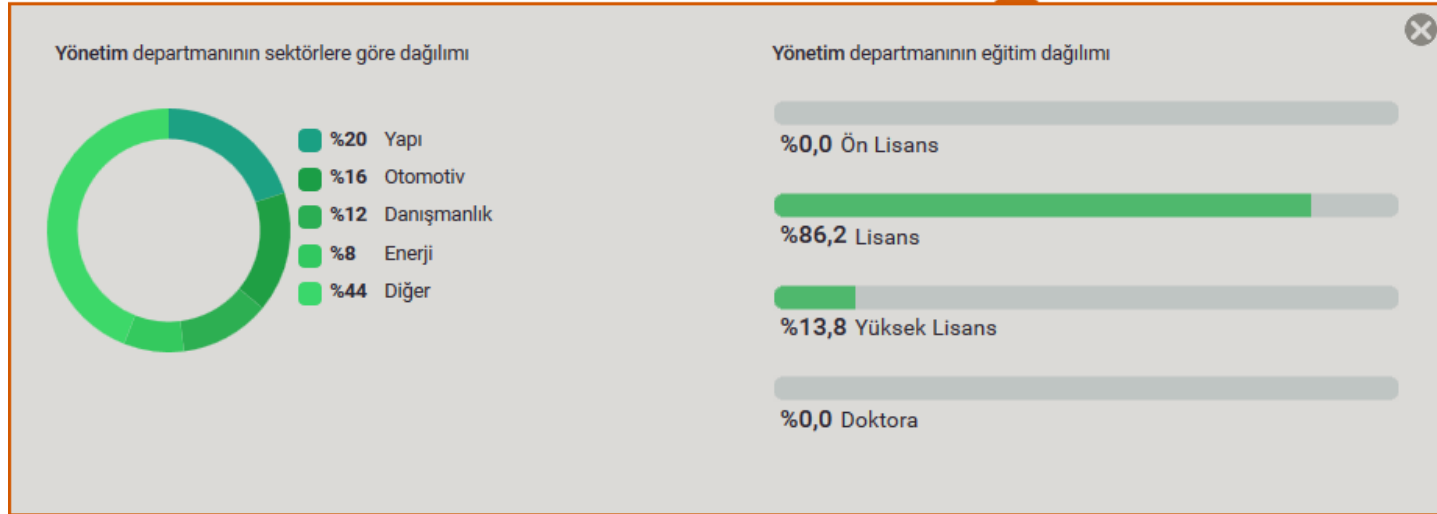 Yönetim departmanının sektörlere göre dağılımı
%20 Yapı
%16 Otomotiv
%12 Danışmanlık
%8 Enerji
%44 Diğer
Yönetim departmanının eğitim dağılımı
%0,0 Ön Lisans
%86,2 Lisans
%13,8 Yüksek Lisans
%0,0 Doktora